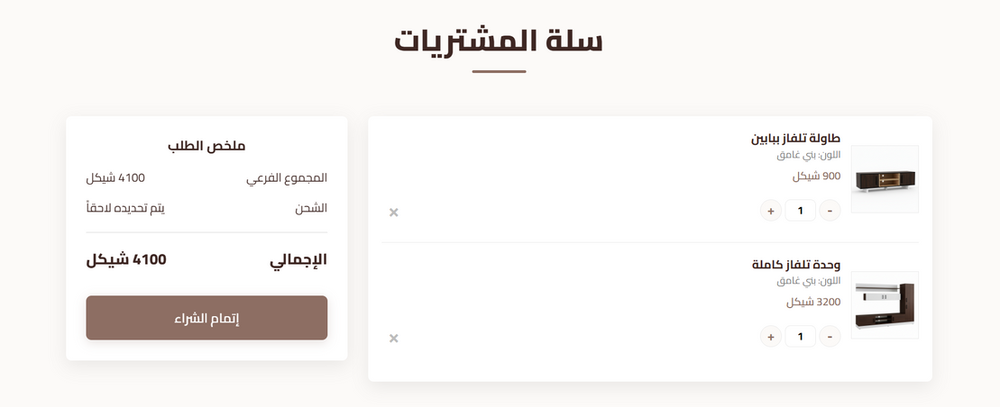 سلة المشتريات
طاولة تلفاز ببابين
اللون: بني غامق
900 شيكل
- 1 +
×
وحدة تلفاز كاملة
اللون: بني غامق
3200 شيكل
- 1 +
×
ملخص الطلب
المجموع الفرعي 4100 شيكل
الشحن يتم تحديده لاحقاً
الإجمالي 4100 شيكل
إتمام الشراء